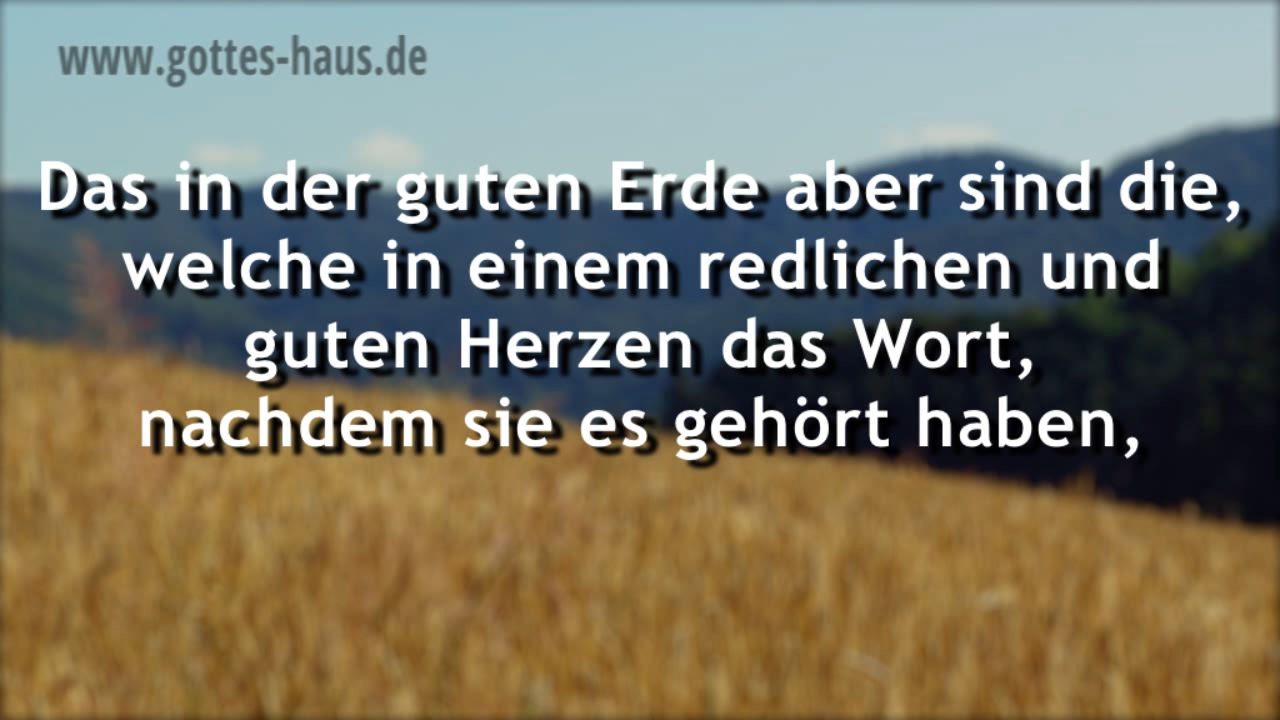 www.gottes-haus.de
Das in der guten Erde aber sind die,
welche in einem redlichen und
guten Herzen das Wort,
nachdem sie es gehört haben,